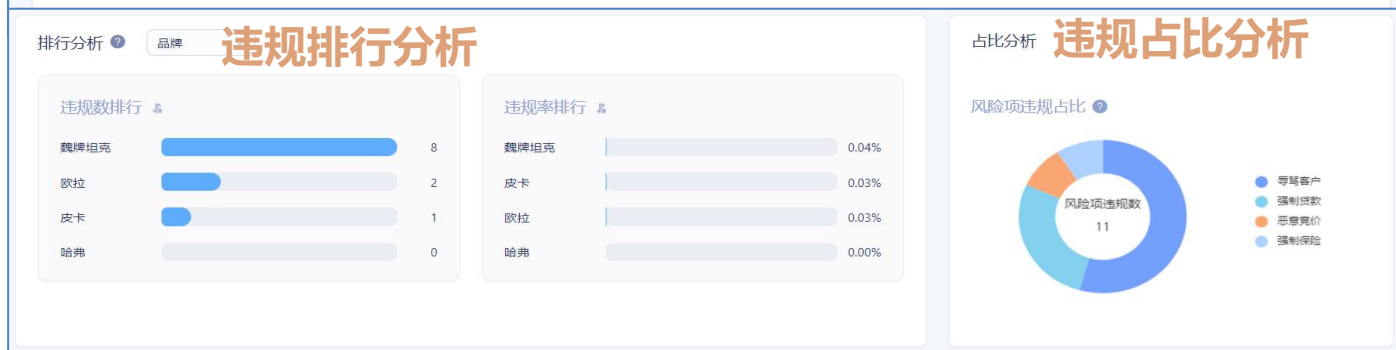 排行分析 ? 品牌 违规排行分析
违规数排行
魏牌坦克 8
欧拉 2
皮卡 1
哈弗 0
违规率排行
魏牌坦克 0.04%
皮卡 0.03%
欧拉 0.03%
哈弗 0.00%
占比分析 违规占比分析
风险项违规占比 ?
风险项违规数
11
辱骂客户
强制贷款
恶意竞价
强制保险